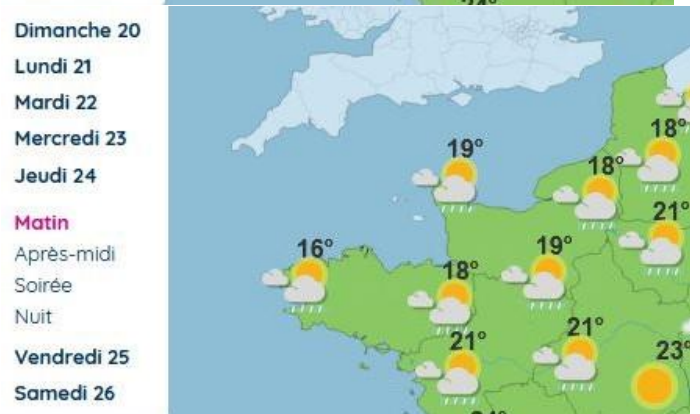 Dimanche 20
Lundi 21
Mardi 22
Mercredi 23
Jeudi 24
Matin
Après-midi
Soirée
Nuit
Vendredi 25
Samedi 26
18°
19°
18°
21°
16°
19°
18°
21°
21°
23°